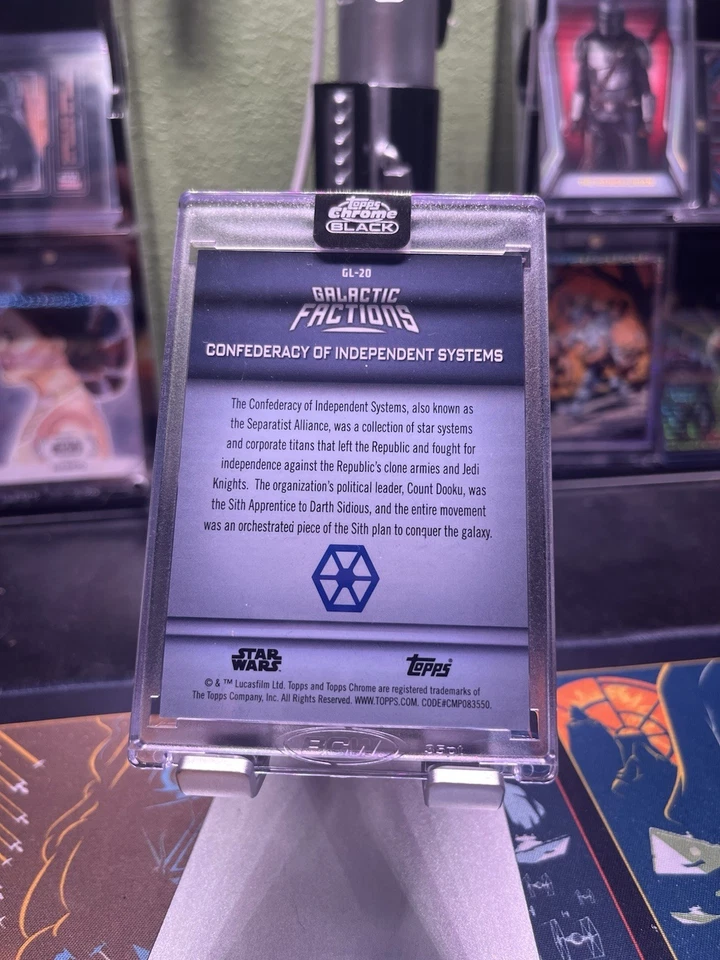 Topps
Chrome
BLACK
GL-20
GALACTIC
FACTIONS
CONFEDERACY OF INDEPENDENT SYSTEMS
The Confederacy of Independent Systems, also known as
the Separatist Alliance, was a collection of star systems
and corporate titans that left the Republic and fought for
independence against the Republic's clone armies and Jedi
Knights. The organization's political leader, Count Dooku, was
the Sith Apprentice to Darth Sidious, and the entire movement
was an orchestrated piece of the Sith plan to conquer the galaxy.
STAR
WARS
Topps
© & ™ Lucasfilm Ltd. Topps and Topps Chrome are registered trademarks of
The Topps Company, Inc. All Rights Reserved. WWW.TOPPS.COM. CODE#CMP083550.
BCW 35pt